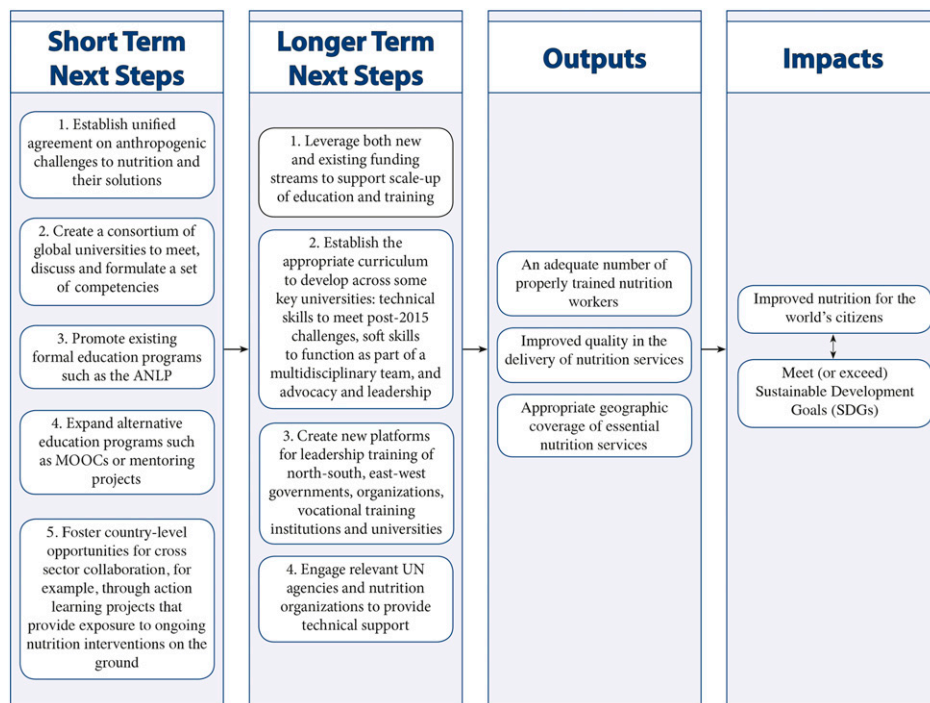 Short Term
Next Steps
1. Establish unified
agreement on anthropogenic
challenges to nutrition and
their solutions
2. Create a consortium of
global universities to meet,
discuss and formulate a set
of competencies
3. Promote existing
formal education programs
such as the ANLP
4. Expand alternative
education programs such
as MOOCs or mentoring
projects
5. Foster country-level
opportunities for cross
sector collaboration, for
example, through action
learning projects that
provide exposure to ongoing
nutrition interventions on the
ground
Longer Term
Next Steps
1. Leverage both new
and existing funding
streams to support scale-up
of education and training
2. Establish the
appropriate curriculum
to develop across some
key universities: technical
skills to meet post-2015
challenges, soft skills
to function as part of a
multidisciplinary team, and
advocacy and leadership
3. Create new platforms
for leadership training of
north-south, east-west
governments, organizations,
vocational training
institutions and universities
4. Engage relevant UN
agencies and nutrition
organizations to provide
technical support
Outputs
An adequate number of
properly trained nutrition
workers
Improved quality in the
delivery of nutrition services
Appropriate geographic
coverage of essential
nutrition services
Impacts
Improved nutrition for the
world's citizens
Meet (or exceed)
Sustainable Development
Goals (SDGs)